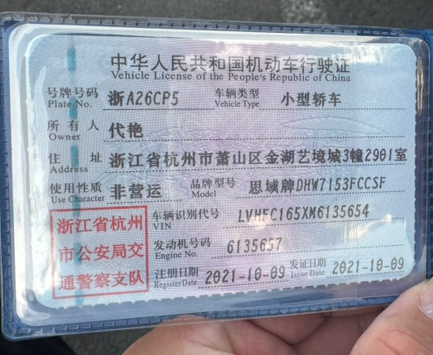 中华人民共和国机动车行驶证
Vehicle License of the People's Republic of China
号牌号码 浙A26CP5 车辆类型 小型轿车
Plate No. Vehicle Type
所有人 代艳
Owner
住址 浙江省杭州市萧山区金湖艺境城3幢2901室
Address
使用性质 非营运 品牌型号 思域牌DHW7153FCCSF
Use Character Model
浙江省杭州
市公安局交
通警察支队
车辆识别代号 LVHFC165XM6135654
VIN
发动机号码 6135657
Engine No.
注册日期 2021-10-09 发证日期 2021-10-09
Register Date Issue Date